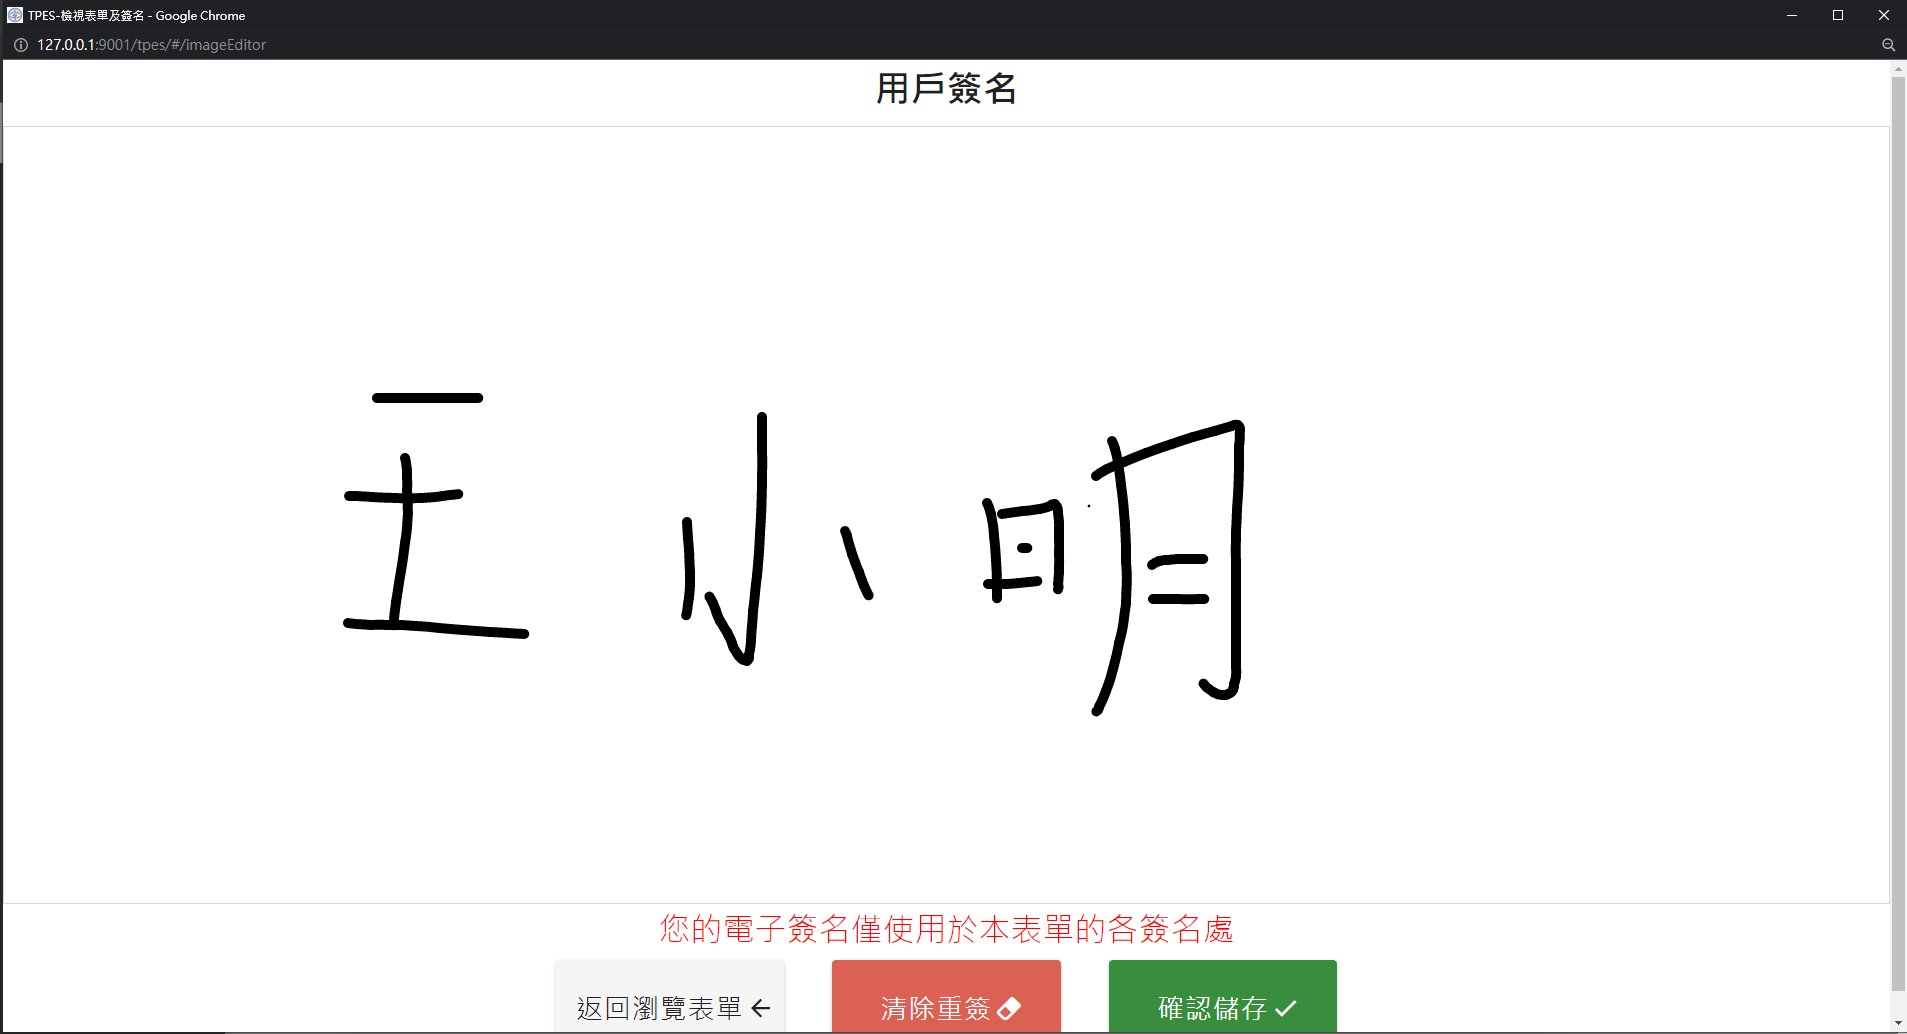 TPES-檢視表單及簽名 - Google Chrome
127.0.0.1:9001/tpes/#/imageEditor
用戶簽名
王小明
您的電子簽名僅使用於本表單的各簽名處
返回瀏覽表單 清除重簽 確認儲存